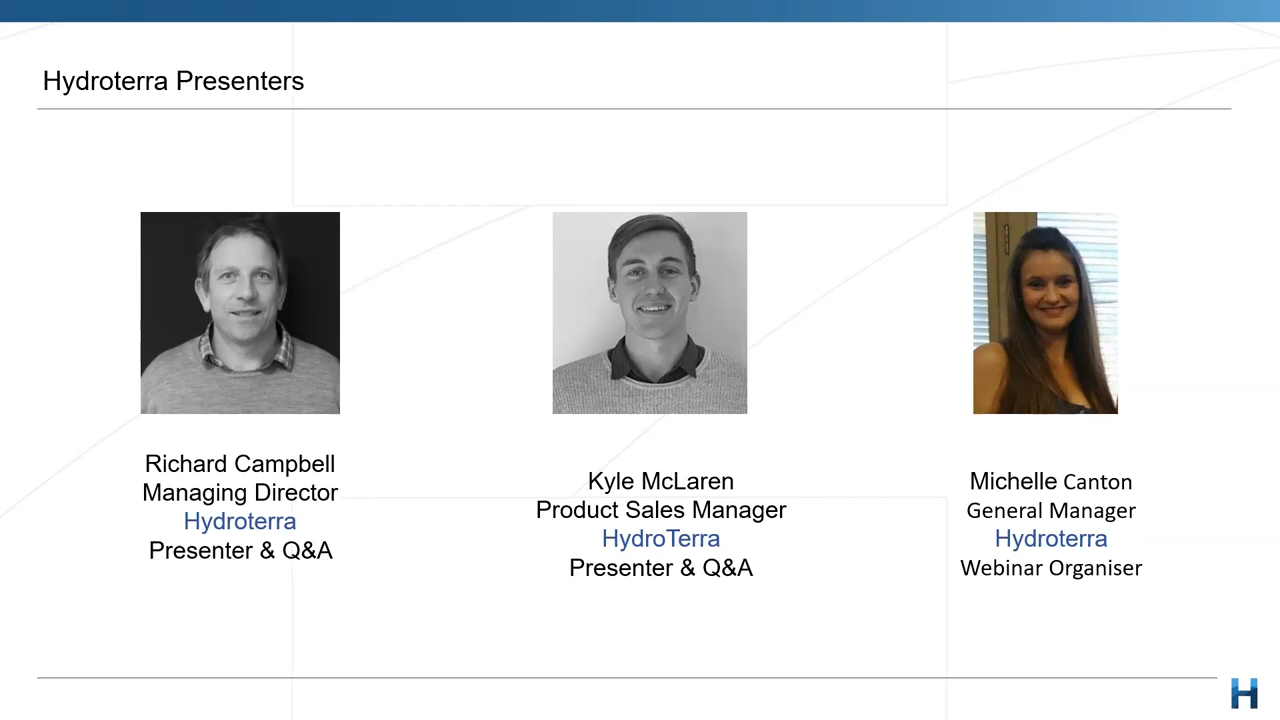 Hydroterra Presenters
Richard Campbell
Managing Director
Hydroterra
Presenter & Q&A
Kyle McLaren
Product Sales Manager
HydroTerra
Presenter & Q&A
Michelle Canton
General Manager
Hydroterra
Webinar Organiser
H